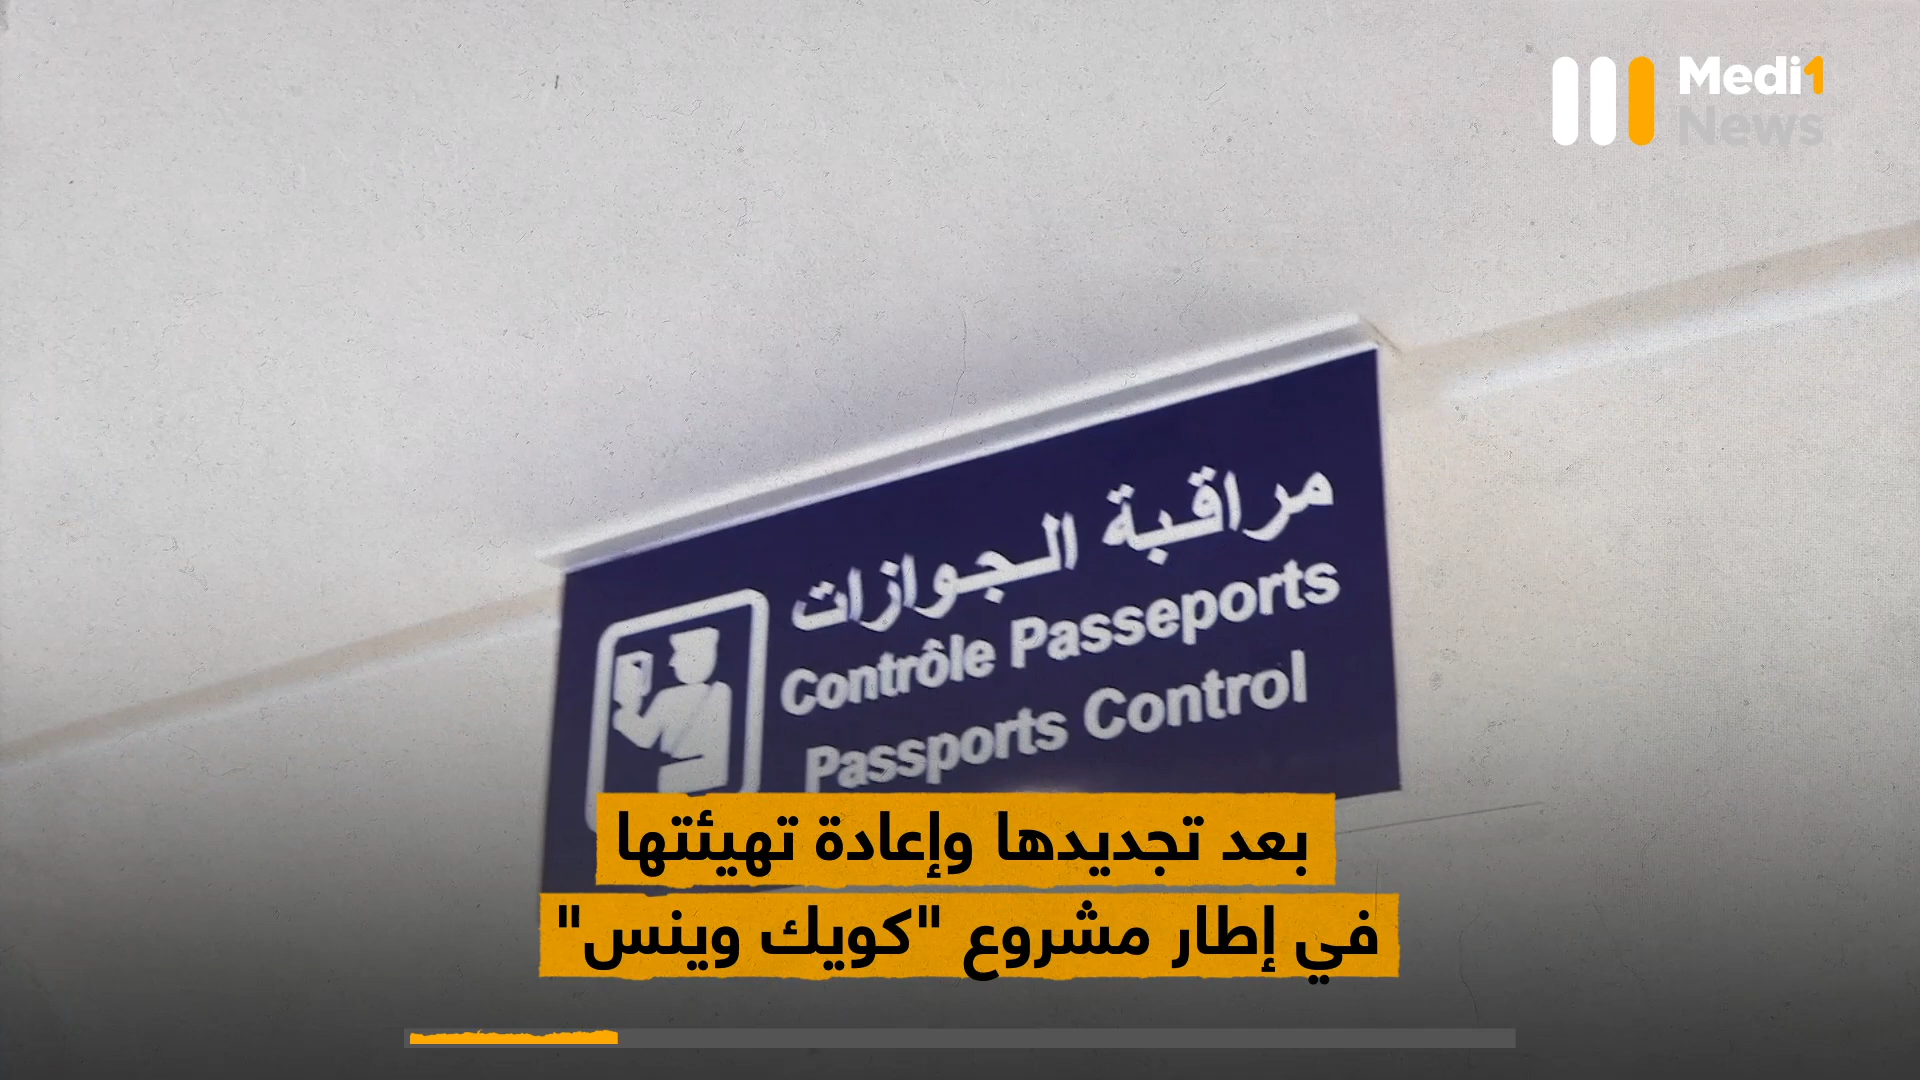 Medi1
News
مراقبة الجوازات
Contrôle Passeports
Passports Control
بعد تجديدها وإعادة تهيئتها
في إطار مشروع "كويك وينس"